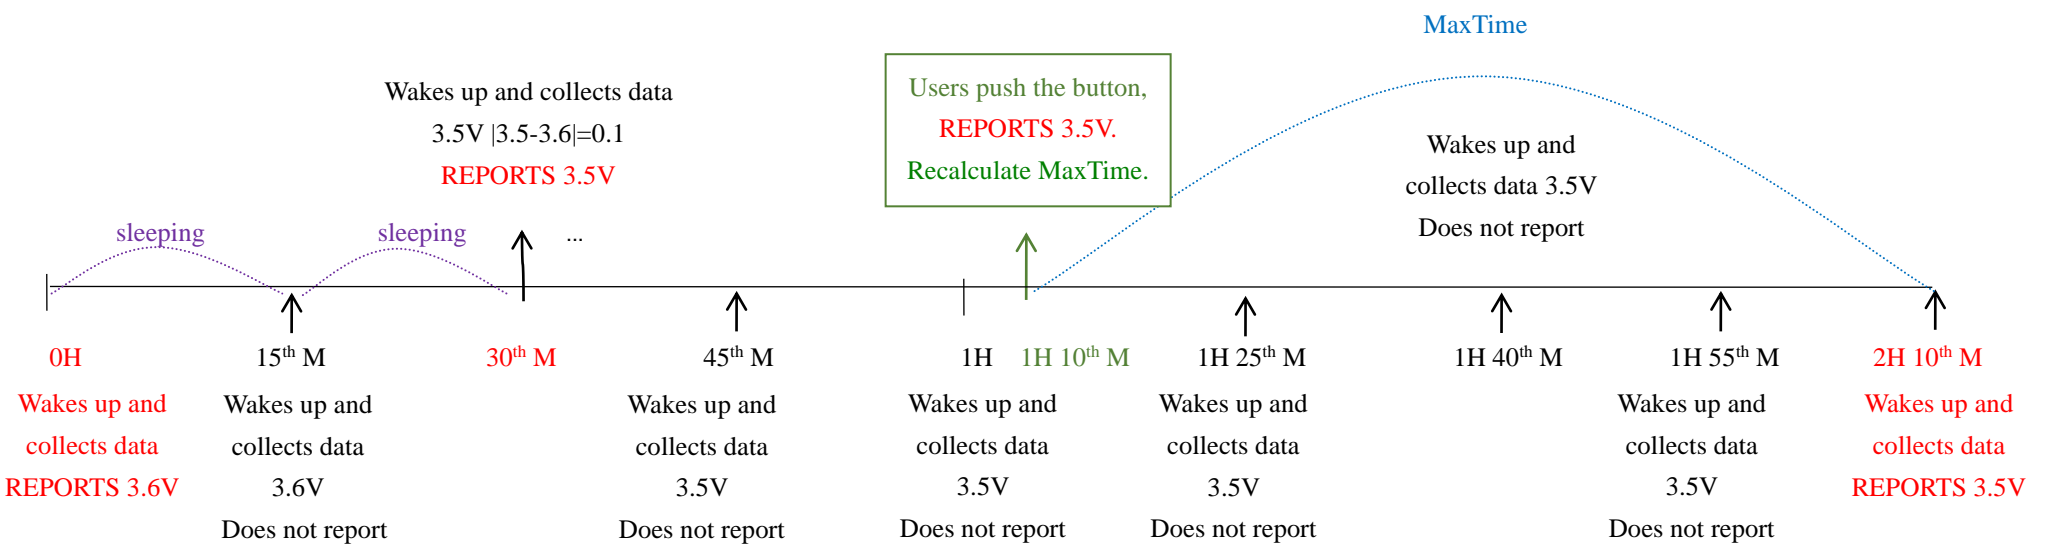 MaxTime
Wakes up and collects data
3.5V |3.5-3.6|=0.1
REPORTS 3.5V
Users push the button,
REPORTS 3.5V.
Recalculate MaxTime.
Wakes up and
collects data 3.5V
Does not report
sleeping
sleeping
...
0H
Wakes up and
collects data
REPORTS 3.6V
15th M
Wakes up and
collects data
3.6V
Does not report
30th M
45th M
Wakes up and
collects data
3.5V
Does not report
1H
Wakes up and
collects data
3.5V
Does not report
1H 10th M
1H 25th M
Wakes up and
collects data
3.5V
Does not report
1H 40th M
1H 55th M
Wakes up and
collects data
3.5V
Does not report
2H 10th M
Wakes up and
collects data
REPORTS 3.5V